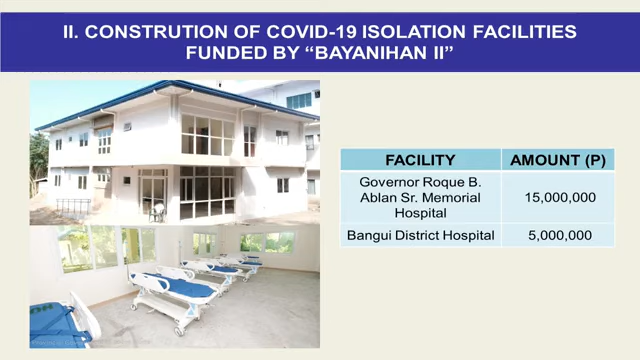 II. CONSTRUTION OF COVID-19 ISOLATION FACILITIES
FUNDED BY “BAYANIHAN II”
FACILITY AMOUNT (P)
Governor Roque B.
Ablan Sr. Memorial
Hospital
15,000,000
Bangui District Hospital 5,000,000